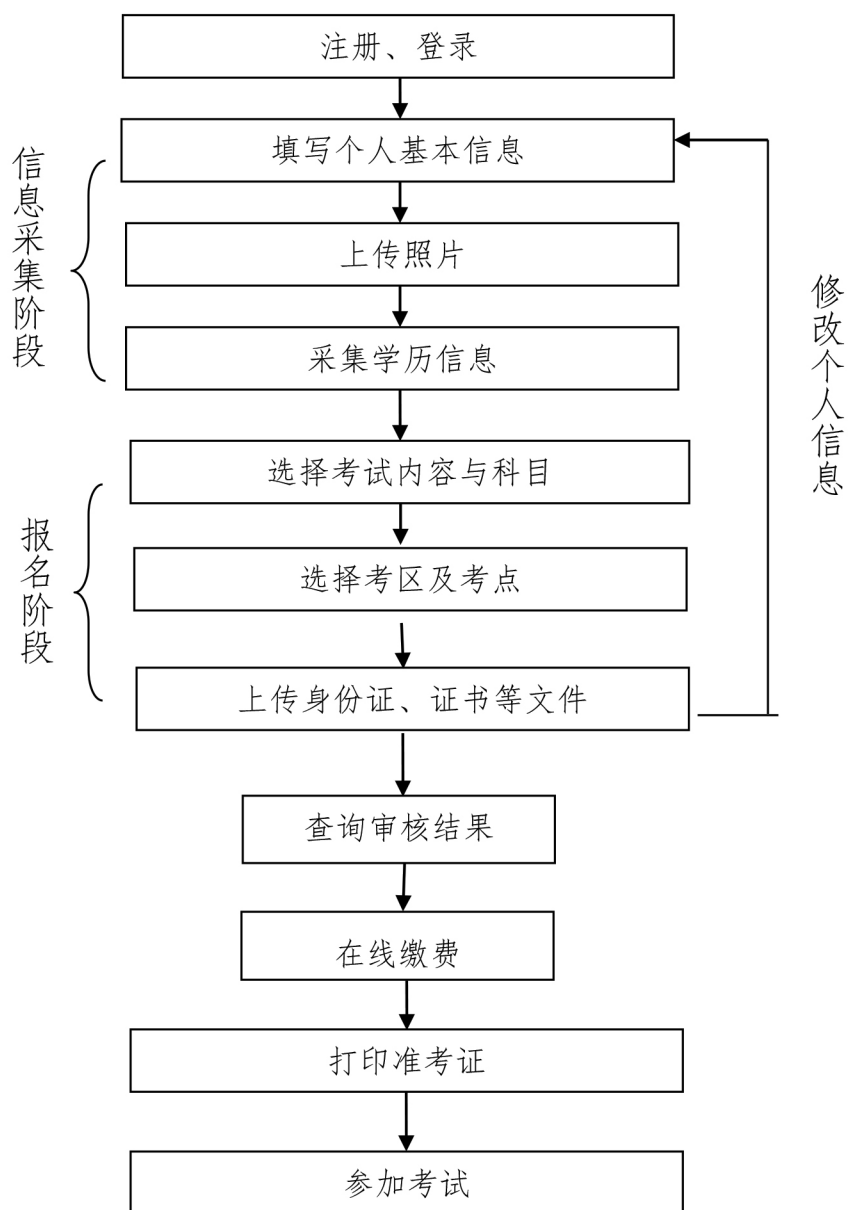 注册、登录
填写个人基本信息
信息采集阶段
上传照片
采集学历信息
修改个人信息
选择考试内容与科目
报名阶段
选择考区及考点
上传身份证、证书等文件
查询审核结果
在线缴费
打印准考证
参加考试